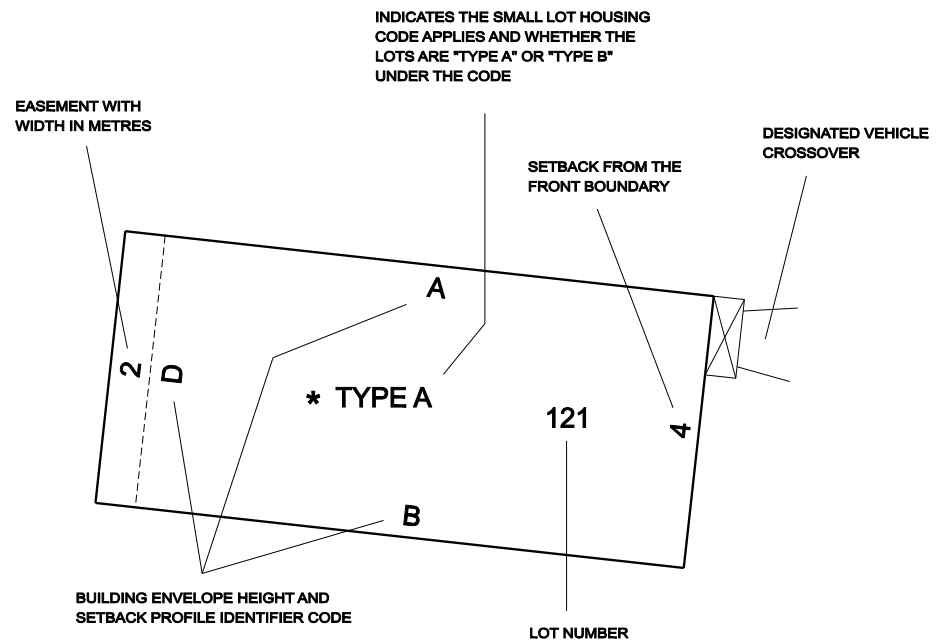 INDICATES THE SMALL LOT HOUSING
CODE APPLIES AND WHETHER THE
LOTS ARE "TYPE A" OR "TYPE B"
UNDER THE CODE
EASEMENT WITH
WIDTH IN METRES
DESIGNATED VEHICLE
CROSSOVER
SETBACK FROM THE
FRONT BOUNDARY
A
2
D
* TYPE A
121
4
B
BUILDING ENVELOPE HEIGHT AND
SETBACK PROFILE IDENTIFIER CODE
LOT NUMBER